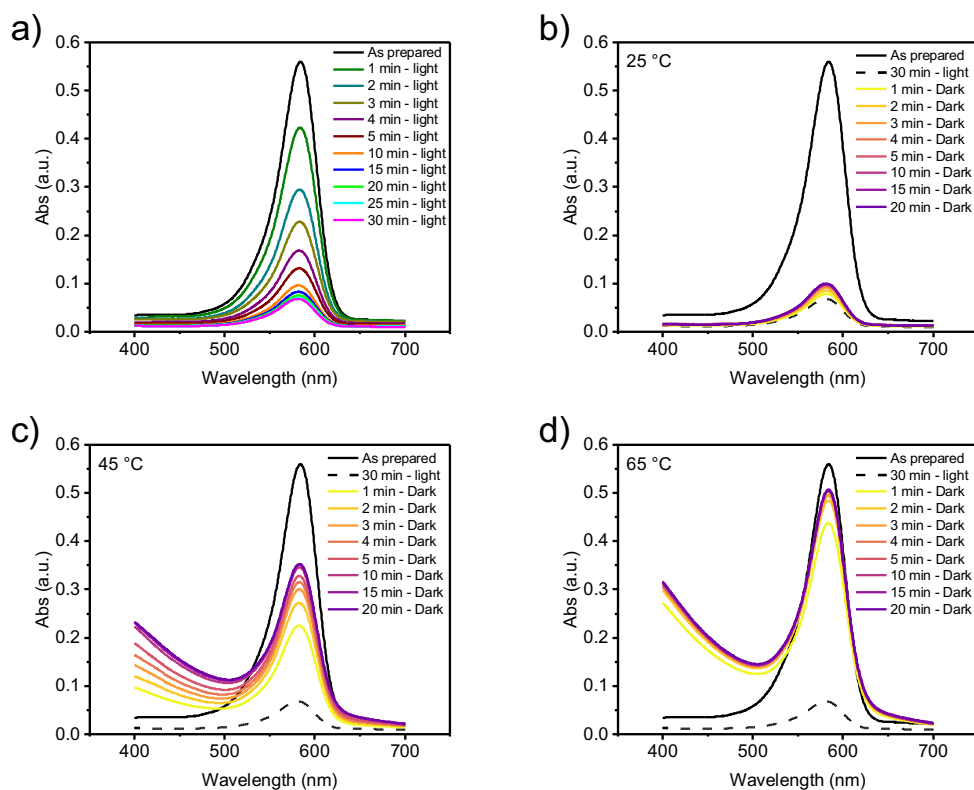 a)
0.6
0.5
0.4
0.3
0.2
0.1
0.0
Abs (a.u.)
As prepared
1 min - light
2 min - light
3 min - light
4 min - light
5 min - light
10 min - light
15 min - light
20 min - light
25 min - light
30 min - light
400 500 600 700
Wavelength (nm)
b)
25 °C
0.6
0.5
0.4
0.3
0.2
0.1
0.0
Abs (a.u.)
As prepared
30 min - light
1 min - Dark
2 min - Dark
3 min - Dark
4 min - Dark
5 min - Dark
10 min - Dark
15 min - Dark
20 min - Dark
400 500 600 700
Wavelength (nm)
c)
45 °C
0.6
0.5
0.4
0.3
0.2
0.1
0.0
Abs (a.u.)
As prepared
30 min - light
1 min - Dark
2 min - Dark
3 min - Dark
4 min - Dark
5 min - Dark
10 min - Dark
15 min - Dark
20 min - Dark
400 500 600 700
Wavelength (nm)
d)
65 °C
0.6
0.5
0.4
0.3
0.2
0.1
0.0
Abs (a.u.)
As prepared
30 min - light
1 min - Dark
2 min - Dark
3 min - Dark
4 min - Dark
5 min - Dark
10 min - Dark
15 min - Dark
20 min - Dark
400 500 600 700
Wavelength (nm)